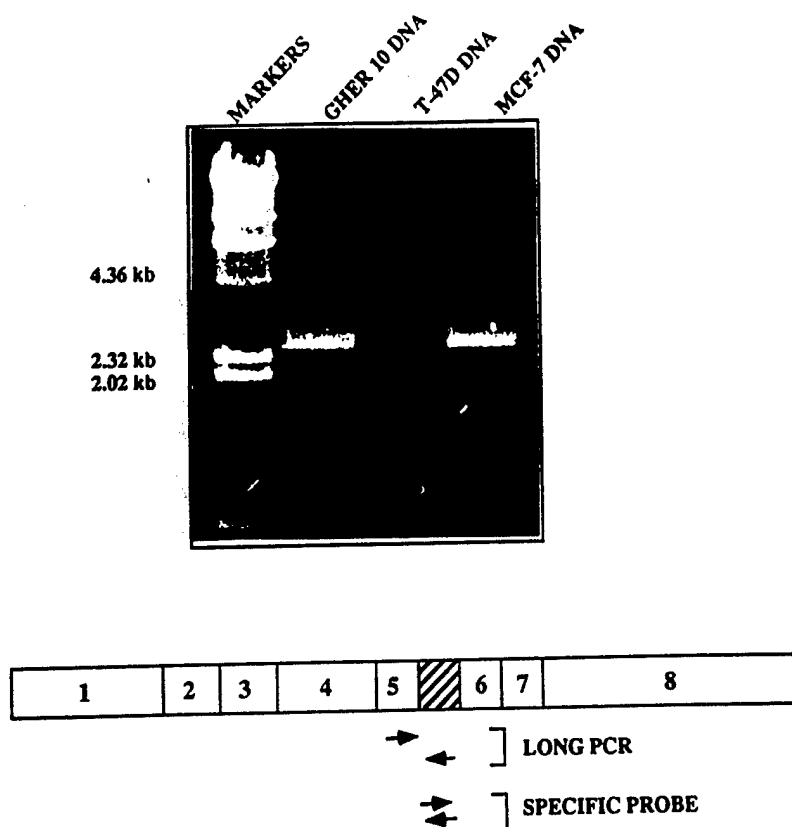 MARKERS
GHER 10 DNA
T-47D DNA
MCF-7 DNA
4.36 kb
2.32 kb
2.02 kb
1 2 3 4 5 6 7 8
LONG PCR
SPECIFIC PROBE